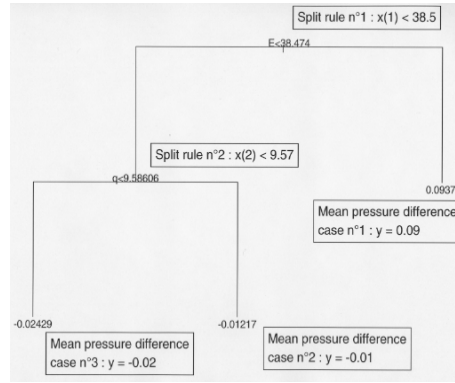 Split rule n°1 : x(1) < 38.5
E<38.474
Split rule n°2 : x(2) < 9.57
q<9.58606
0.0937
Mean pressure difference
case n°1 : y = 0.09
-0.02429
-0.01217
Mean pressure difference
case n°3 : y = -0.02
Mean pressure difference
case n°2 : y = -0.01